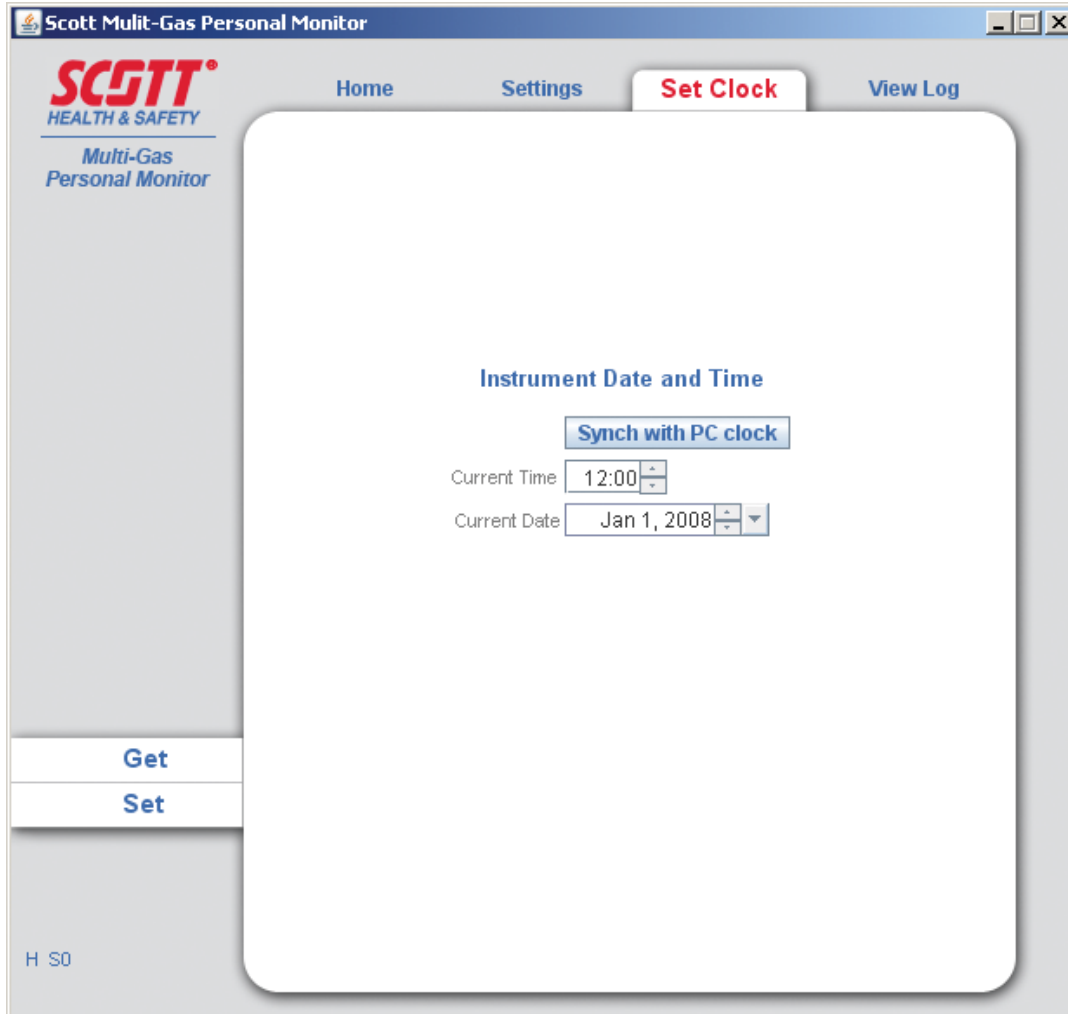 Scott Mulit-Gas Personal Monitor
SCOTT
HEALTH & SAFETY
Multi-Gas
Personal Monitor
Home Settings Set Clock View Log
Instrument Date and Time
Synch with PC clock
Current Time 12:00
Current Date Jan 1, 2008
Get
Set
H S0